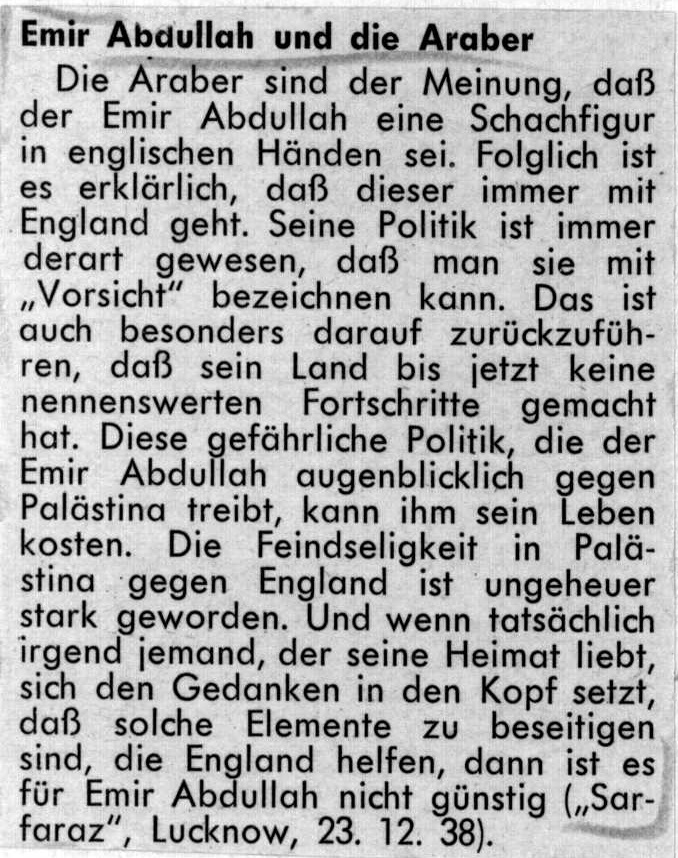 Emir Abdullah und die Araber
Die Araber sind der Meinung, daß
der Emir Abdullah eine Schachfigur
in englischen Händen sei. Folglich ist
es erklärlich, daß dieser immer mit
England geht. Seine Politik ist immer
derart gewesen, daß man sie mit
„Vorsicht“ bezeichnen kann. Das ist
auch besonders darauf zurückzufüh-
ren, daß sein Land bis jetzt keine
nennenswerten Fortschritte gemacht
hat. Diese gefährliche Politik, die der
Emir Abdullah augenblicklich gegen
Palästina treibt, kann ihm sein Leben
kosten. Die Feindseligkeit in Palä-
stina gegen England ist ungeheuer
stark geworden. Und wenn tatsächlich
irgend jemand, der seine Heimat liebt,
sich den Gedanken in den Kopf setzt,
daß solche Elemente zu beseitigen
sind, die England helfen, dann ist es
für Emir Abdullah nicht günstig („Sar-
faraz“, Lucknow, 23. 12. 38).